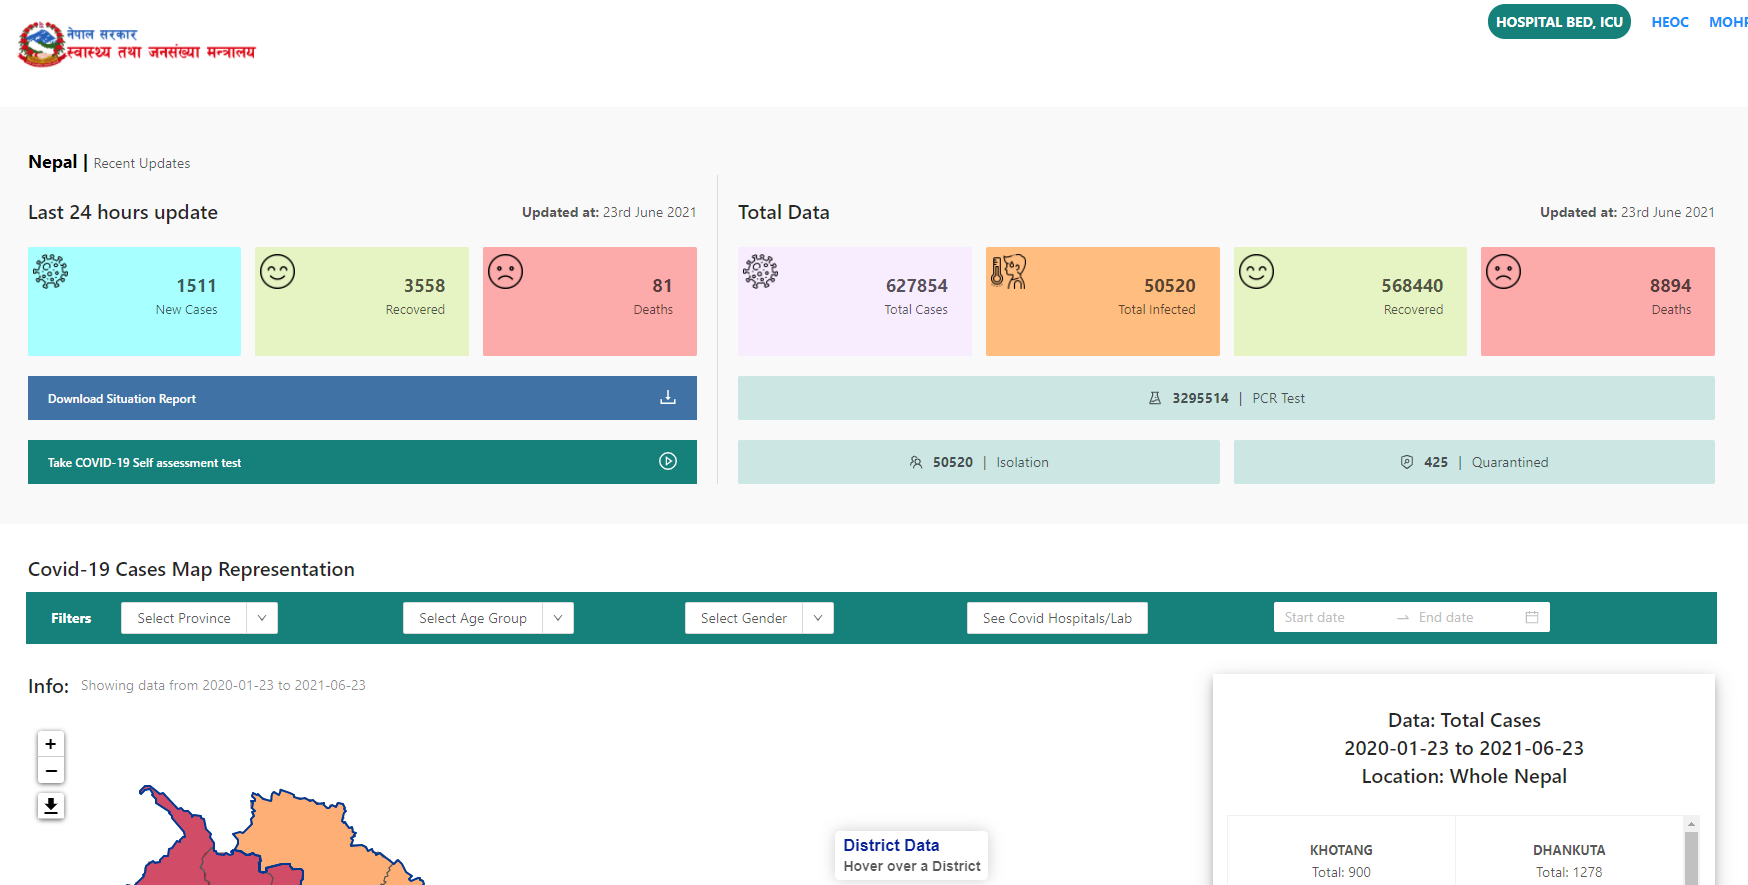 नेपाल सरकार
स्वास्थ्य तथा जनसंख्या मन्त्रालय
HOSPITAL BED, ICU
HEOC
Nepal | Recent Updates
Last 24 hours update
Updated at: 23rd June 2021
1511
New Cases
3558
Recovered
81
Deaths
Download Situation Report
Take COVID-19 Self assessment test
Total Data
Updated at: 23rd June 2021
627854
Total Cases
50520
Total Infected
568440
Recovered
8894
Deaths
3295514 | PCR Test
50520 | Isolation
425 | Quarantined
Covid-19 Cases Map Representation
Filters
Select Province
Select Age Group
Select Gender
See Covid Hospitals/Lab
Start date
End date
Info: Showing data from 2020-01-23 to 2021-06-23
+
−
District Data
Hover over a District
Data: Total Cases
2020-01-23 to 2021-06-23
Location: Whole Nepal
KHOTANG
Total: 900
DHANKUTA
Total: 1278